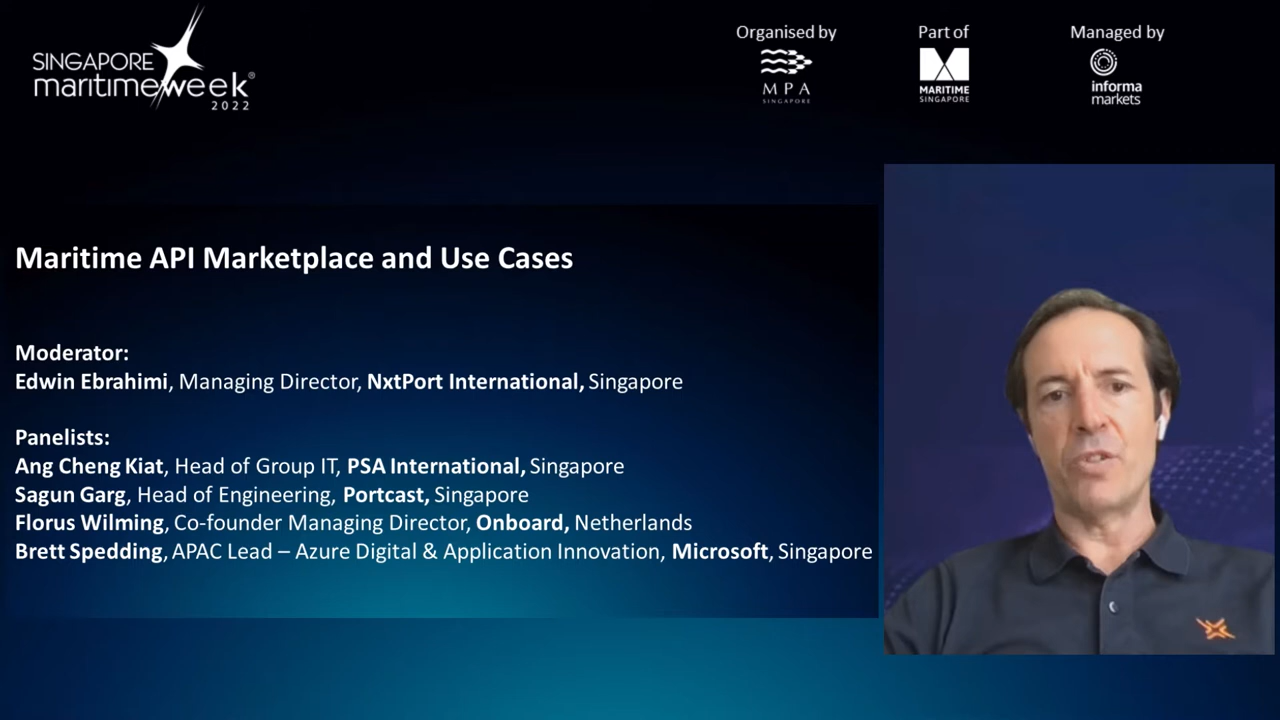 SINGAPORE
maritimeweek®
2022
Organised by
MPA
SINGAPORE
Part of
MARITIME
SINGAPORE
Managed by
informa
markets
Maritime API Marketplace and Use Cases
Moderator:
Edwin Ebrahimi, Managing Director, NxtPort International, Singapore
Panelists:
Ang Cheng Kiat, Head of Group IT, PSA International, Singapore
Sagun Garg, Head of Engineering, Portcast, Singapore
Florus Wilming, Co-founder Managing Director, Onboard, Netherlands
Brett Spedding, APAC Lead – Azure Digital & Application Innovation, Microsoft, Singapore